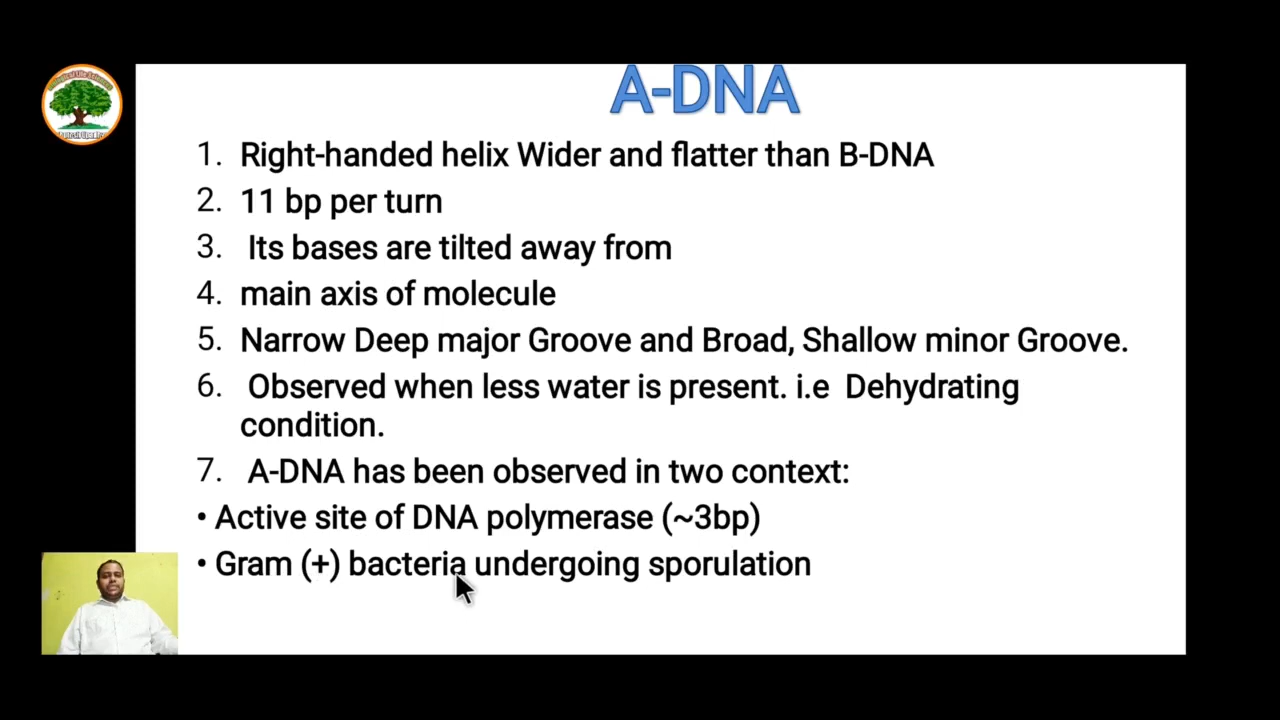 A-DNA
1. Right-handed helix Wider and flatter than B-DNA
2. 11 bp per turn
3. Its bases are tilted away from
4. main axis of molecule
5. Narrow Deep major Groove and Broad, Shallow minor Groove.
6. Observed when less water is present. i.e Dehydrating
condition.
7. A-DNA has been observed in two context:
• Active site of DNA polymerase (~3bp)
• Gram (+) bacteria undergoing sporulation